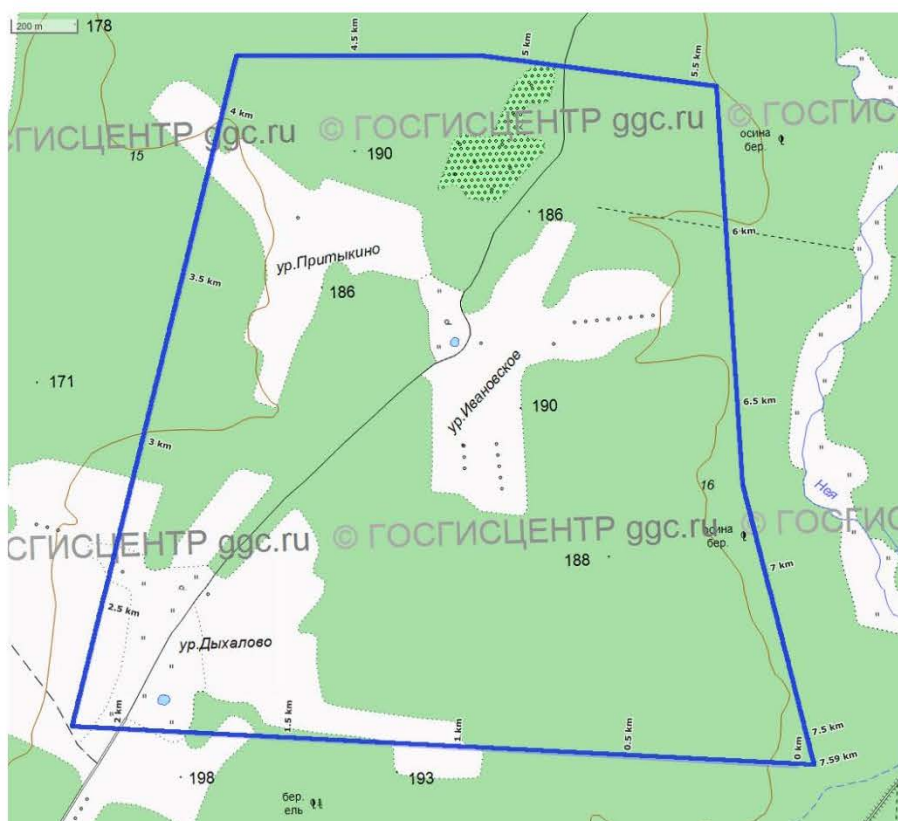 200 m
178
4.5 km
5 km
5.5 km
4 km
СГИСЦЕНТР ggc.ru © ГОСГИСЦЕНТР ggc.ru © ГОСГИСЦЕН
осина
бер.
15
190
186
6 km
ур.Притыкино
3.5 km
186
р
171
ур.Ивановское
190
6.5 km
3 km
Нея
16
СГИСЦЕНТР ggc.ru © ГОСГИСЦЕНТР ggc.ru © ГОСГИСЦЕН
осина
бер.
188
7 km
р
2.5 km
ур.Дыхалово
2 km
1.5 km
1 km
0.5 km
0 km
7.5 km
7.59 km
198
193
бер.
ель